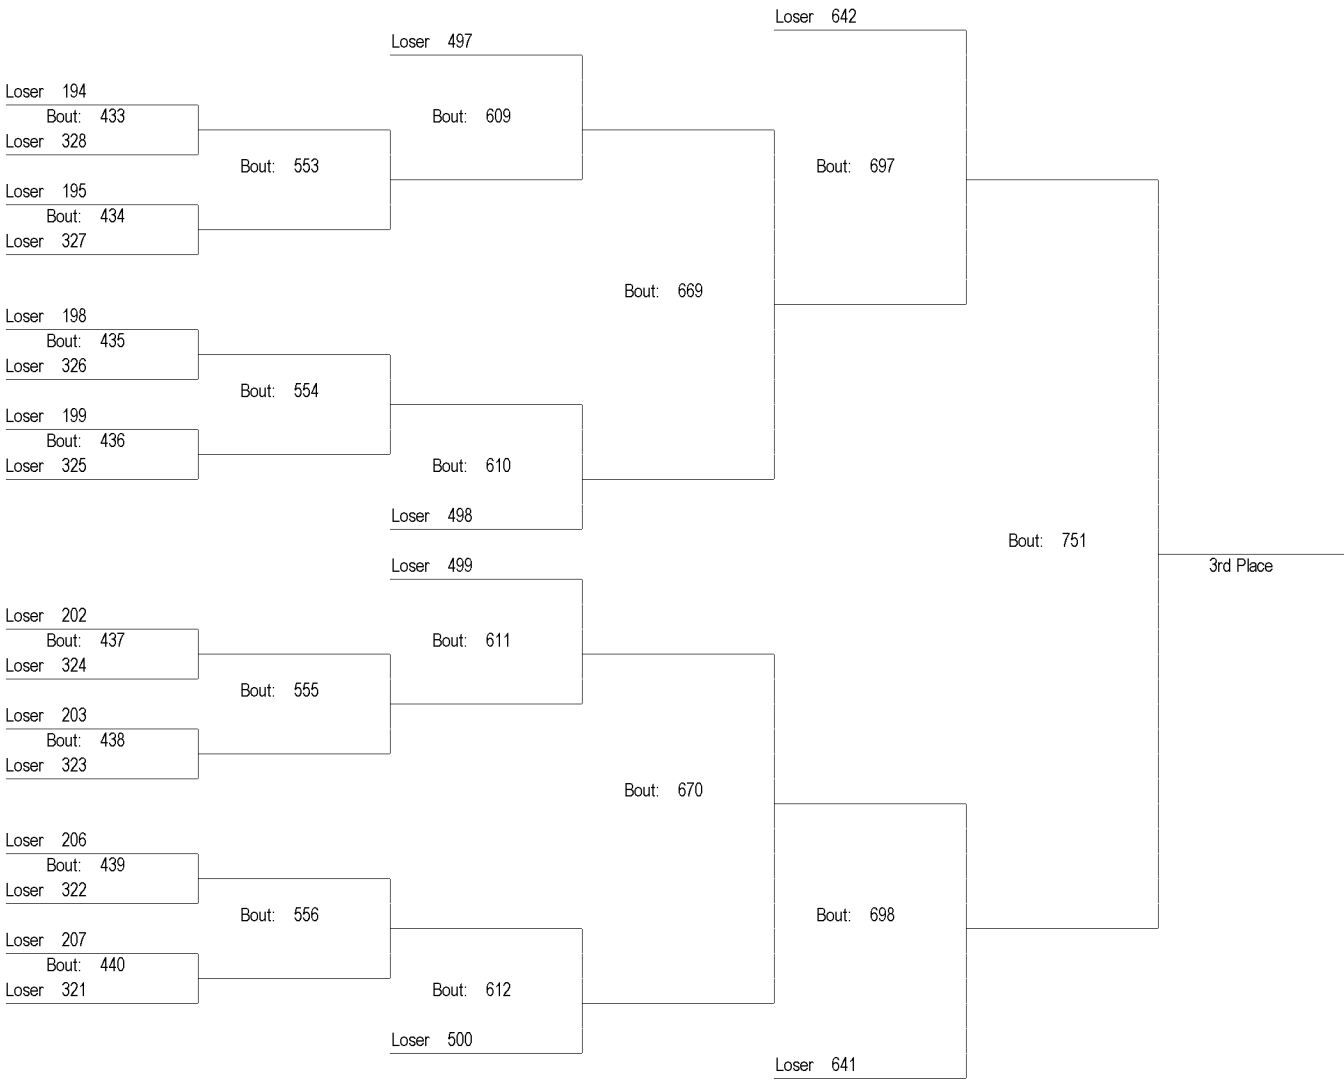 Loser 642
Loser 497
Loser 194
Bout: 433
Bout: 609
Loser 328
Bout: 553
Bout: 697
Loser 195
Bout: 434
Loser 327
Bout: 669
Loser 198
Bout: 435
Loser 326
Bout: 554
Loser 199
Bout: 436
Loser 325
Bout: 610
Loser 498
Bout: 751
Loser 499
3rd Place
Loser 202
Bout: 437
Bout: 611
Loser 324
Bout: 555
Loser 203
Bout: 438
Loser 323
Bout: 670
Loser 206
Bout: 439
Loser 322
Bout: 556
Bout: 698
Loser 207
Bout: 440
Loser 321
Bout: 612
Loser 500
Loser 641